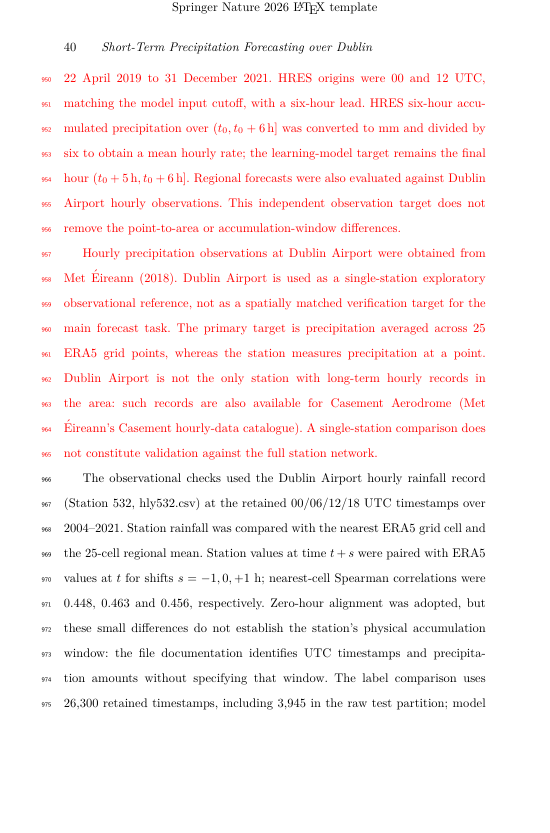 Springer Nature 2026 LATEX template
40 Short-Term Precipitation Forecasting over Dublin
950 22 April 2019 to 31 December 2021. HRES origins were 00 and 12 UTC,
951 matching the model input cutoff, with a six-hour lead. HRES six-hour accu-
952 mulated precipitation over (t₀, t₀ + 6 h] was converted to mm and divided by
953 six to obtain a mean hourly rate; the learning-model target remains the final
954 hour (t₀ + 5 h, t₀ + 6 h]. Regional forecasts were also evaluated against Dublin
955 Airport hourly observations. This independent observation target does not
956 remove the point-to-area or accumulation-window differences.
957 Hourly precipitation observations at Dublin Airport were obtained from
958 Met Éireann (2018). Dublin Airport is used as a single-station exploratory
959 observational reference, not as a spatially matched verification target for the
960 main forecast task. The primary target is precipitation averaged across 25
961 ERA5 grid points, whereas the station measures precipitation at a point.
962 Dublin Airport is not the only station with long-term hourly records in
963 the area: such records are also available for Casement Aerodrome (Met
964 Éireann's Casement hourly-data catalogue). A single-station comparison does
965 not constitute validation against the full station network.
966 The observational checks used the Dublin Airport hourly rainfall record
967 (Station 532, hly532.csv) at the retained 00/06/12/18 UTC timestamps over
968 2004–2021. Station rainfall was compared with the nearest ERA5 grid cell and
969 the 25-cell regional mean. Station values at time t + s were paired with ERA5
970 values at t for shifts s = −1, 0, +1 h; nearest-cell Spearman correlations were
971 0.448, 0.463 and 0.456, respectively. Zero-hour alignment was adopted, but
972 these small differences do not establish the station's physical accumulation
973 window: the file documentation identifies UTC timestamps and precipita-
974 tion amounts without specifying that window. The label comparison uses
975 26,300 retained timestamps, including 3,945 in the raw test partition; model